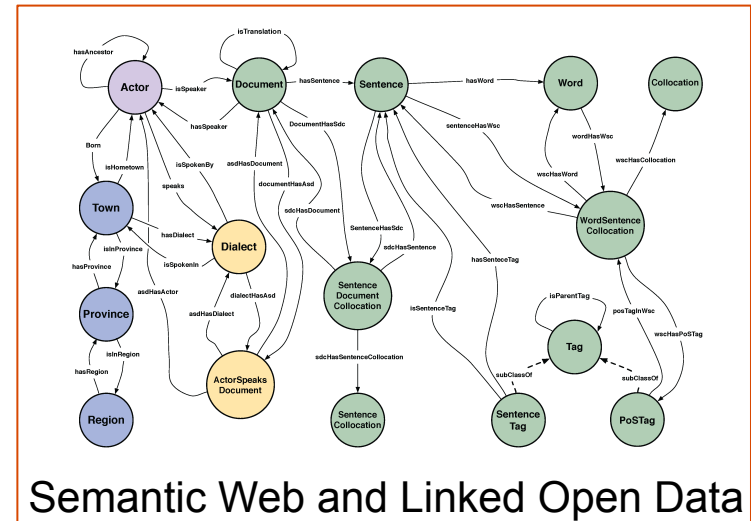 isTranslation
hasAncestor
Actor
isSpeaker
Document
hasSentence
Sentence
hasWord
Word
Collocation
hasSpeaker
DocumentHasSdc
sentenceHasWsc
wordHasWsc
Born
isHometown
isSpokenBy
asdHasDocument
documentHasAsd
wscHasCollocation
wscHasWord
speaks
sdcHasDocument
wscHasSentence
Town
hasDialect
Dialect
SentenceHasSdc
sdcHasSentence
WordSentence
Collocation
isInProvince
isSpokenIn
hasProvince
hasSenteceTag
asdHasActor
dialectHasAsd
Sentence
Document
Collocation
isParentTag
posTagInWsc
Province
asdHasDialect
isSentenceTag
wscHasPoSTag
isInRegion
Tag
hasRegion
sdcHasSentenceCollocation
subClassOf
subClassOf
ActorSpeaks
Document
Region
Sentence
Collocation
Sentence
Tag
PoSTag
Semantic Web and Linked Open Data